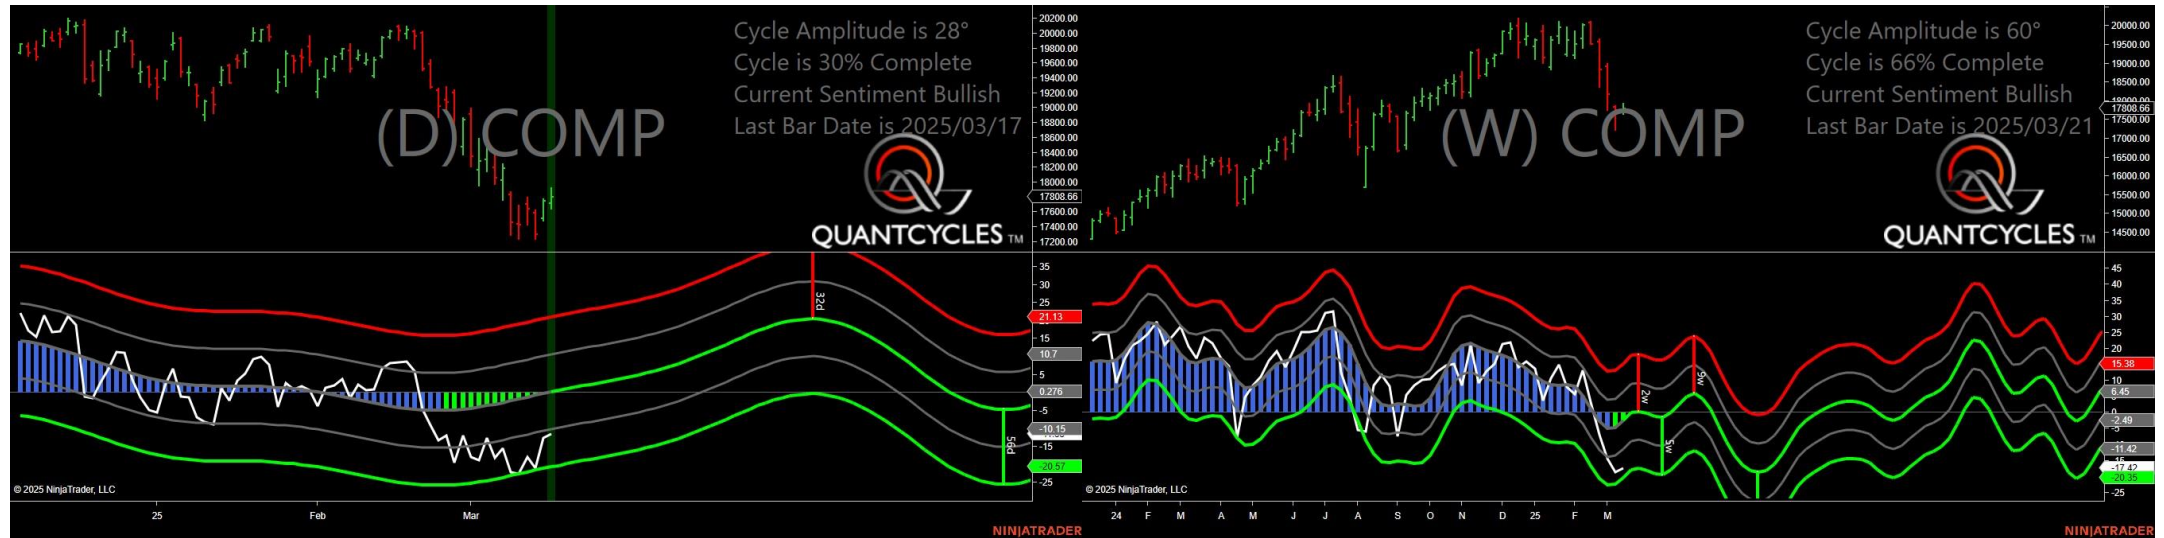 Cycle Amplitude is 28°
Cycle is 30% Complete
Current Sentiment Bullish
Last Bar Date is 2025/03/17
(D) COMP
QUANTCYCLES TM
20200.00
20000.00
19800.00
19600.00
19400.00
19200.00
19000.00
18800.00
18600.00
18400.00
18200.00
18000.00
17808.66
17600.00
17400.00
17200.00
32d
56d
35
30
25
21.13
15
10.7
5
0.276
-5
-10.15
-15
-20.57
-25
© 2025 NinjaTrader, LLC
25 Feb Mar
NINJATRADER
Cycle Amplitude is 60°
Cycle is 66% Complete
Current Sentiment Bullish
Last Bar Date is 2025/03/21
(W) COMP
QUANTCYCLES TM
20000.00
19500.00
19000.00
18500.00
18000.00
17808.66
17500.00
17000.00
16500.00
16000.00
15500.00
15000.00
14500.00
2w
5w
9w
45
40
35
30
25
20
15.38
10
6.45
0
-2.49
-5
-11.42
-17.42
-20.35
-25
© 2025 NinjaTrader, LLC
24 F M A M J J A S O N D 25 F M
NINJATRADER